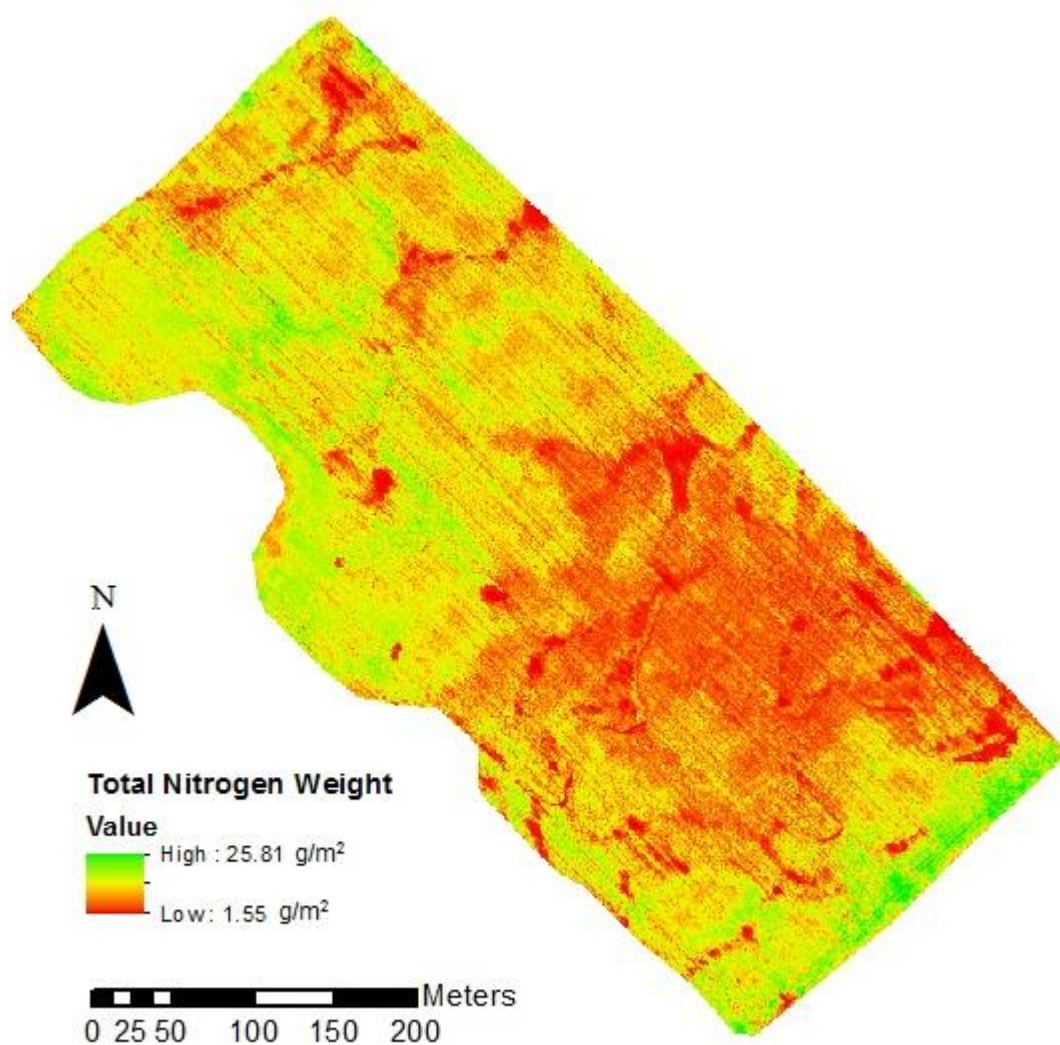 N
Total Nitrogen Weight
Value
High : 25.81 g/m²
Low : 1.55 g/m²
Meters
0 25 50 100 150 200